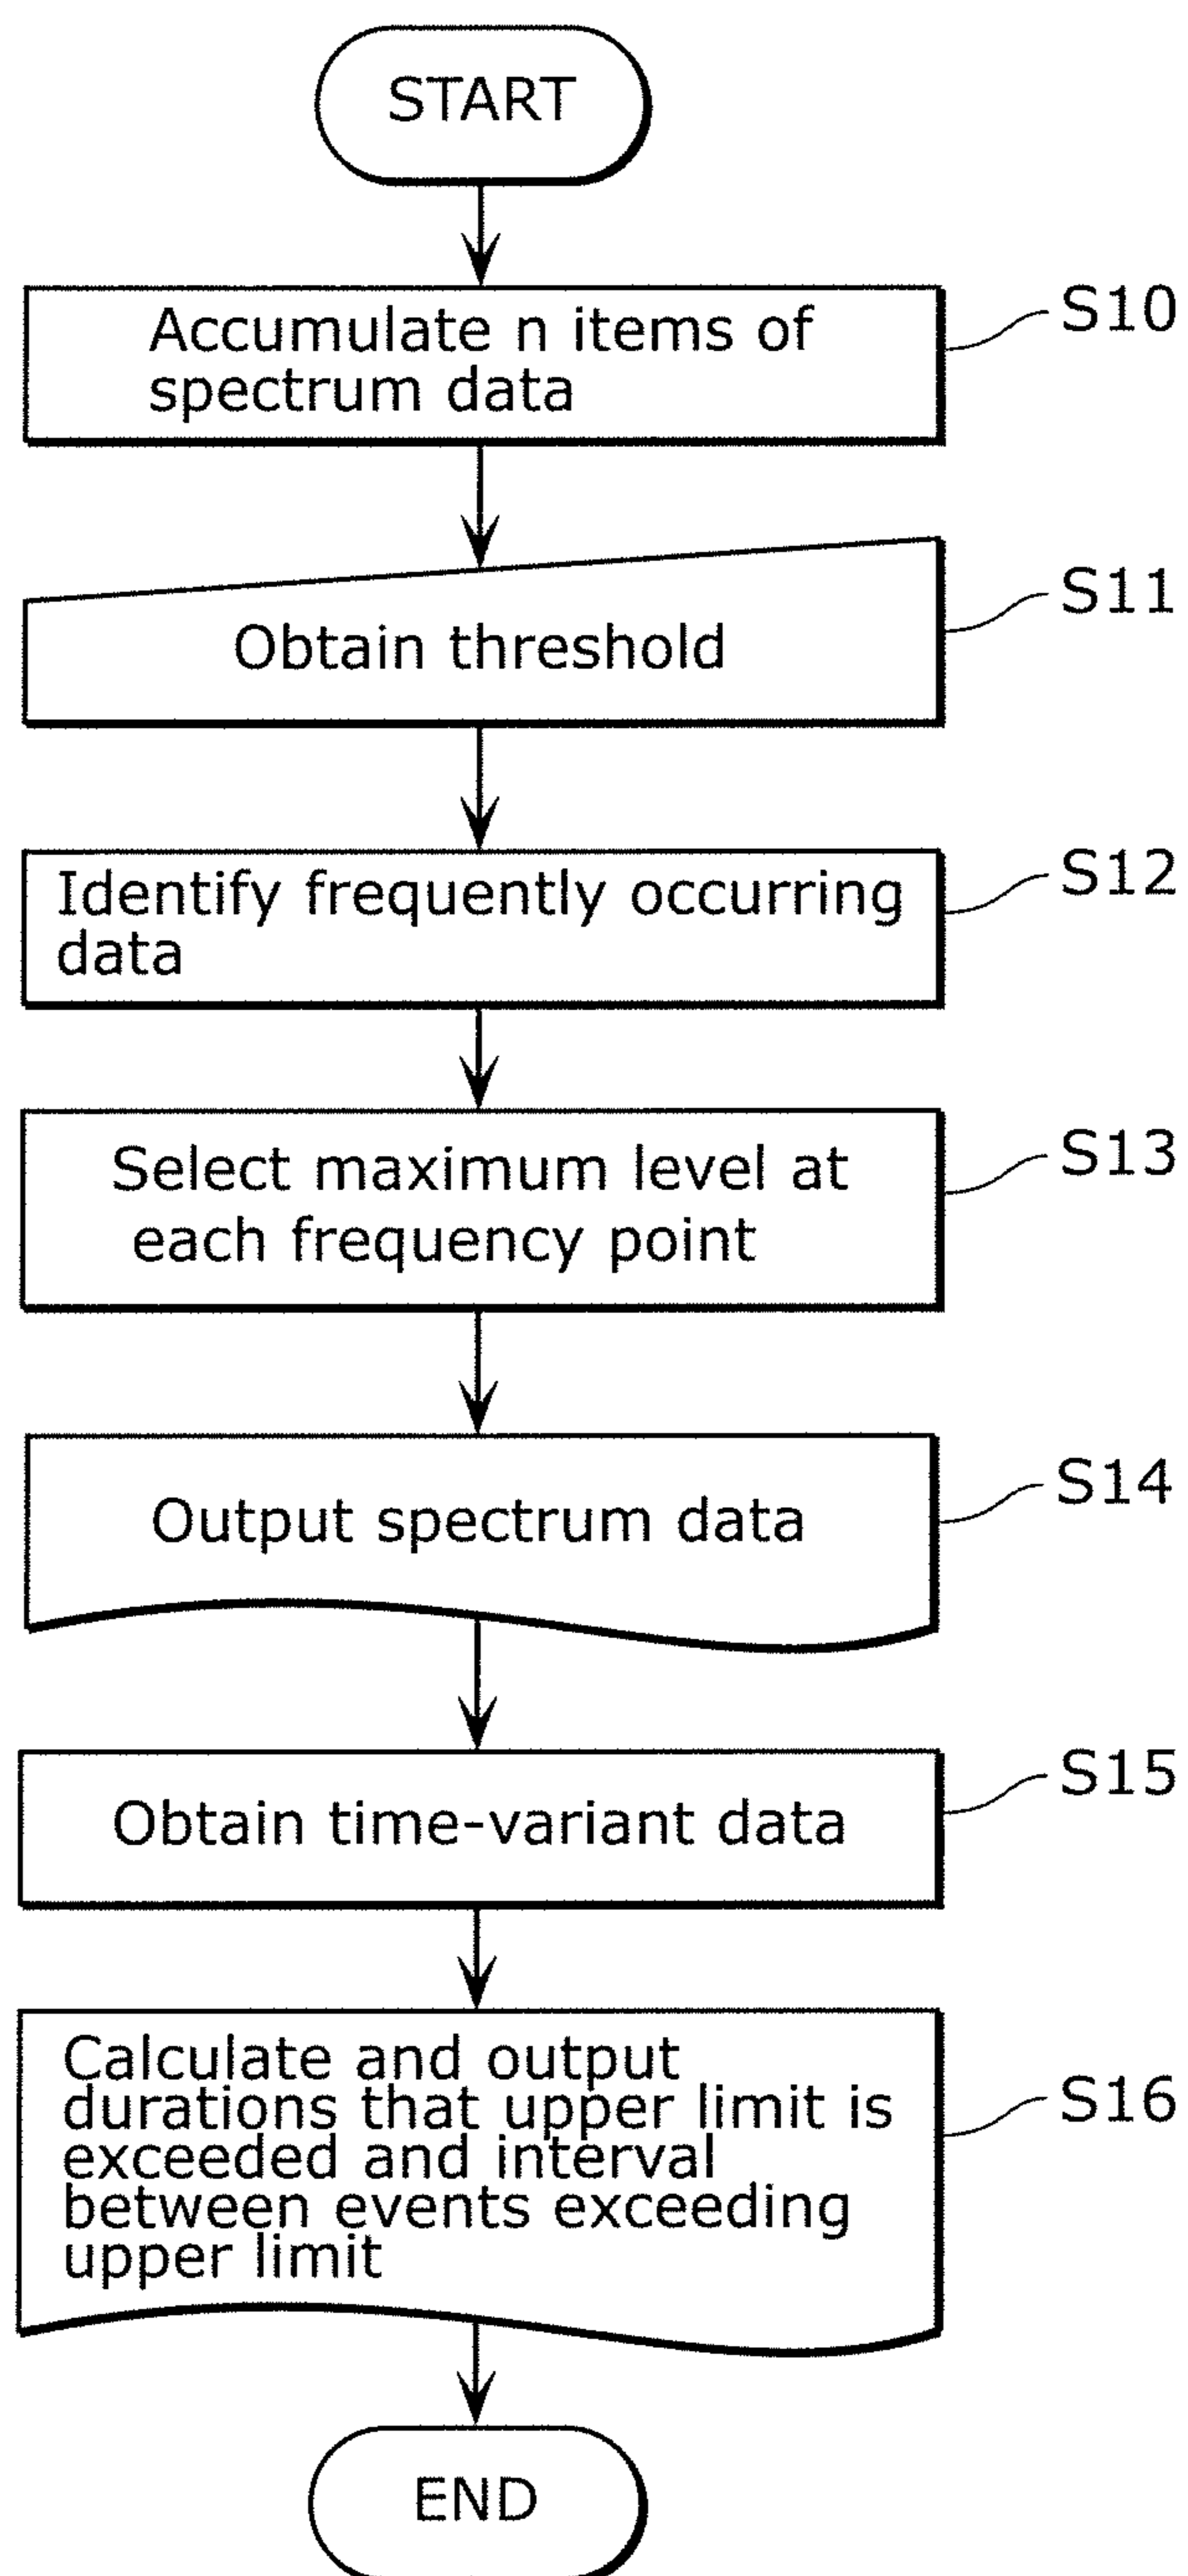 START
Accumulate n items of
spectrum data
S10
Obtain threshold
S11
Identify frequently occurring
data
S12
Select maximum level at
each frequency point
S13
Output spectrum data
S14
Obtain time-variant data
S15
Calculate and output
durations that upper limit is
exceeded and interval
between events exceeding
upper limit
S16
END